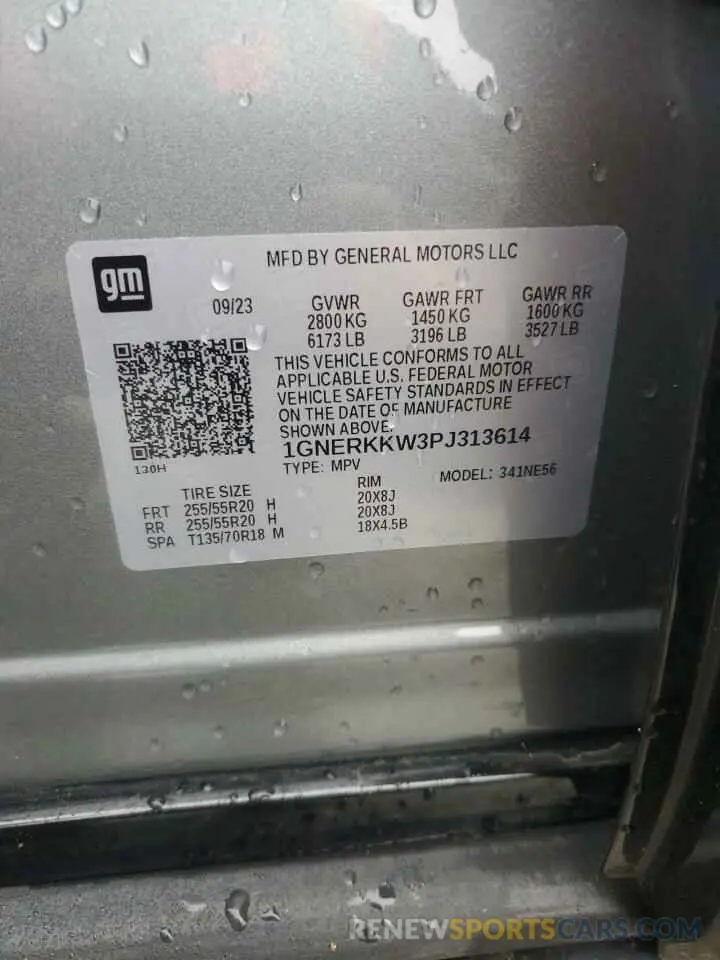 gm
MFD BY GENERAL MOTORS LLC
09/23 GVWR GAWR FRT GAWR RR
2800 KG 1450 KG 1600 KG
6173 LB 3196 LB 3527 LB
THIS VEHICLE CONFORMS TO ALL
APPLICABLE U.S. FEDERAL MOTOR
VEHICLE SAFETY STANDARDS IN EFFECT
ON THE DATE OF MANUFACTURE
SHOWN ABOVE.
1GNERKKW3PJ313614
130H
TYPE: MPV MODEL: 341NE56
TIRE SIZE RIM
FRT 255/55R20 H 20X8J
RR 255/55R20 H 20X8J
SPA T135/70R18 M 18X4.5B
RENEWSPORTSCARS.COM